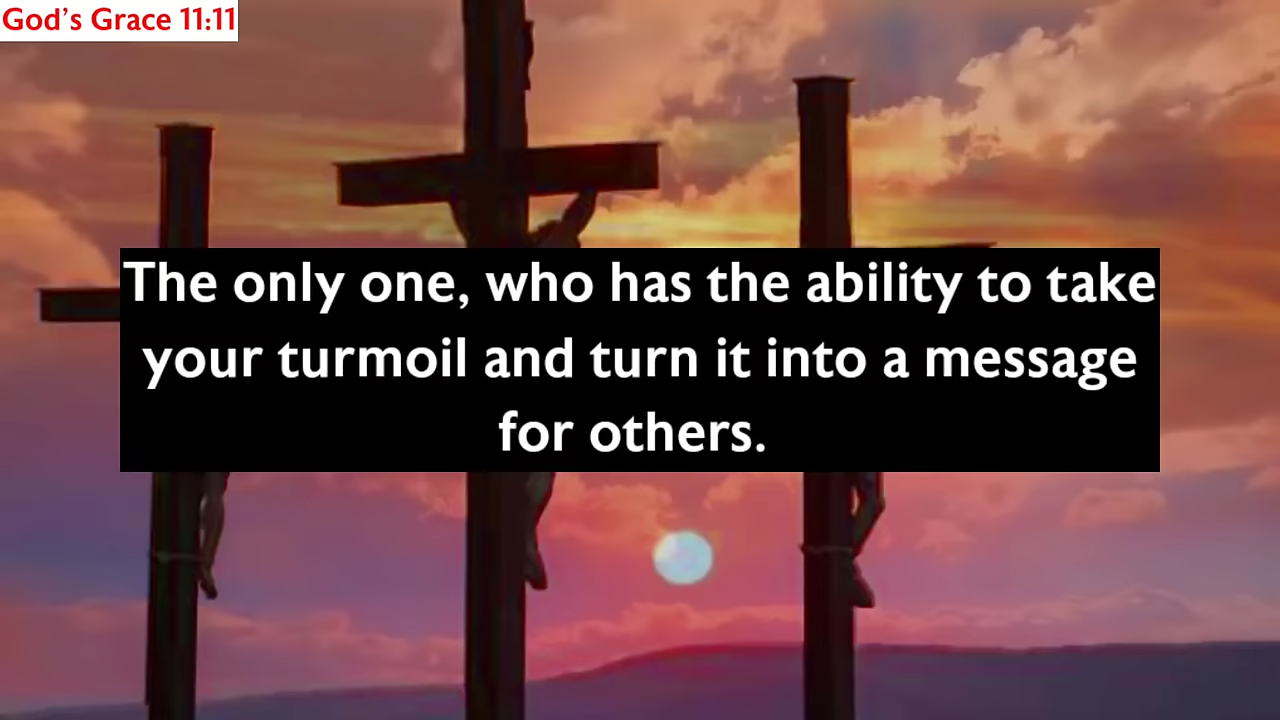 God's Grace 11:11
The only one, who has the ability to take
your turmoil and turn it into a message
for others.